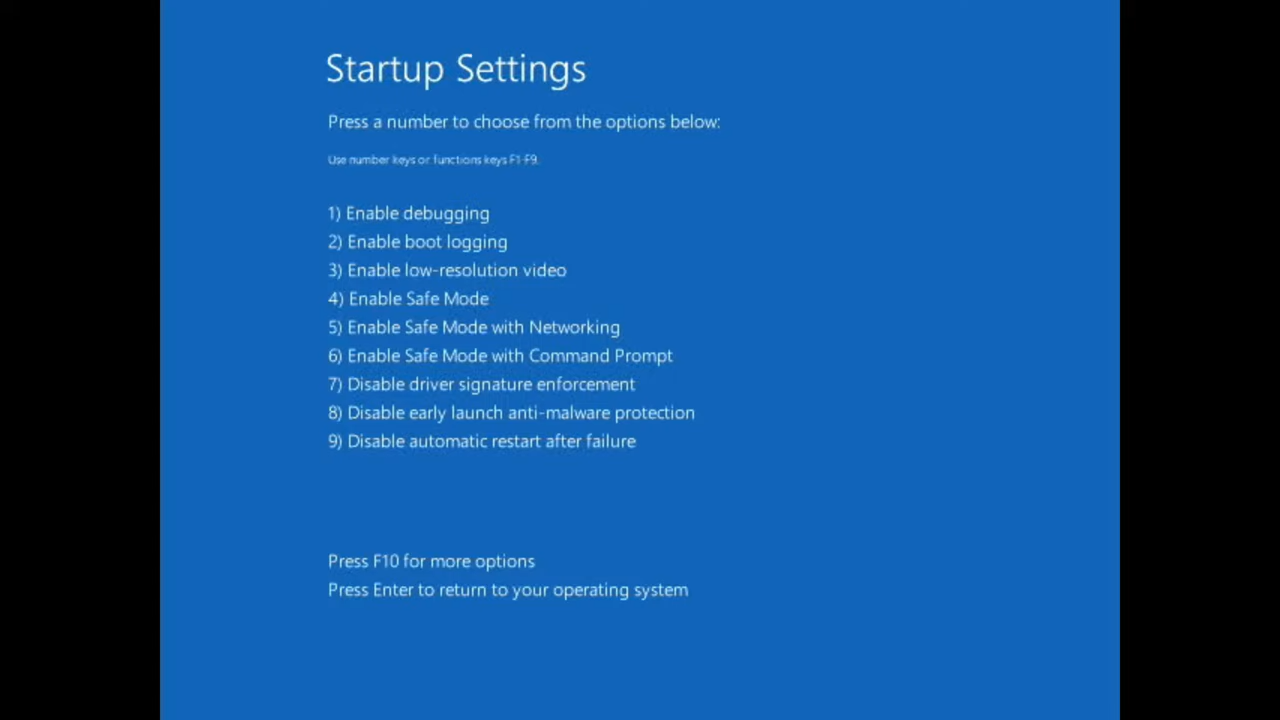 Startup Settings
Press a number to choose from the options below:
Use number keys or functions keys F1-F9.
1) Enable debugging
2) Enable boot logging
3) Enable low-resolution video
4) Enable Safe Mode
5) Enable Safe Mode with Networking
6) Enable Safe Mode with Command Prompt
7) Disable driver signature enforcement
8) Disable early launch anti-malware protection
9) Disable automatic restart after failure
Press F10 for more options
Press Enter to return to your operating system